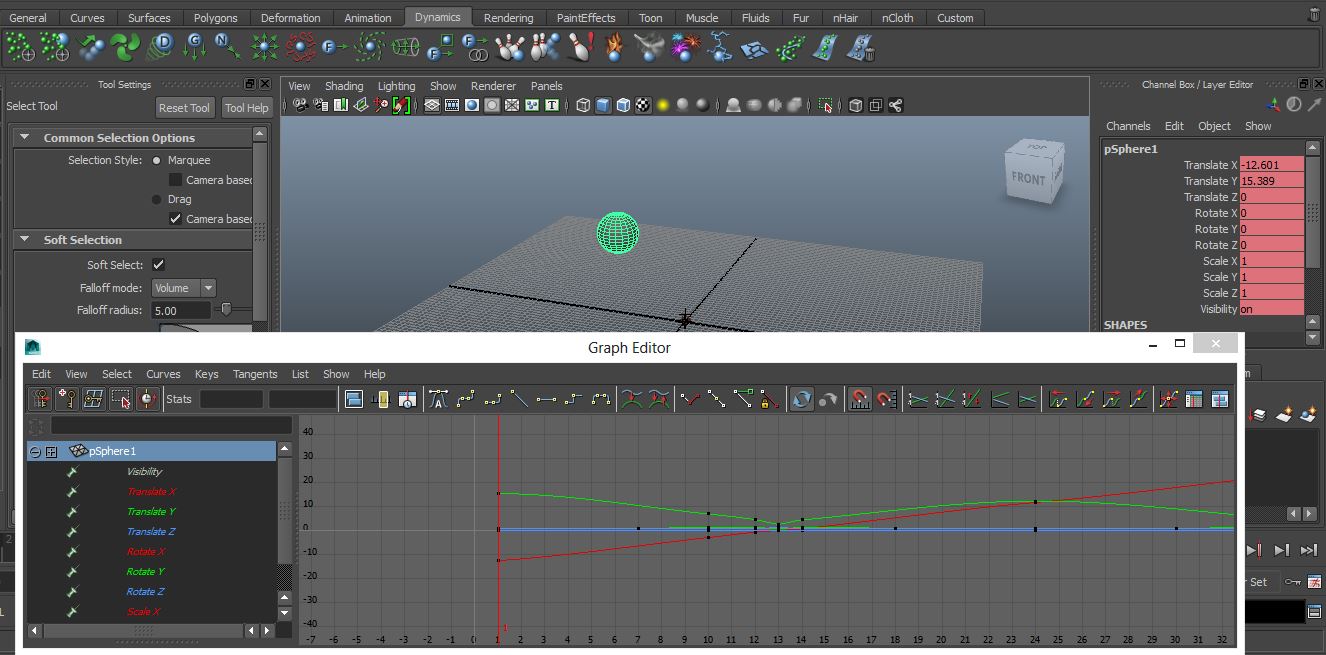 General Curves Surfaces Polygons Deformation Animation Dynamics Rendering PaintEffects Toon Muscle Fluids Fur nHair nCloth Custom
Tool Settings
Select Tool Reset Tool Tool Help
Common Selection Options
Selection Style: Marquee
Camera based
Drag
Camera based
Soft Selection
Soft Select:
Falloff mode: Volume
Falloff radius: 5.00
View Shading Lighting Show Renderer Panels
TOP
FRONT
Channel Box / Layer Editor
Channels Edit Object Show
pSphere1
Translate X -12.601
Translate Y 15.389
Translate Z 0
Rotate X 0
Rotate Y 0
Rotate Z 0
Scale X 1
Scale Y 1
Scale Z 1
Visibility on
SHAPES
Graph Editor
Edit View Select Curves Keys Tangents List Show Help
Stats
pSphere1
Visibility
Translate X
Translate Y
Translate Z
Rotate X
Rotate Y
Rotate Z
Scale X
40
30
20
10
0
-10
-20
-30
-40
1
-7 -6 -5 -4 -3 -2 -1 0 1 2 3 4 5 6 7 8 9 10 11 12 13 14 15 16 17 18 19 20 21 22 23 24 25 26 27 28 29 30 31 32
Set